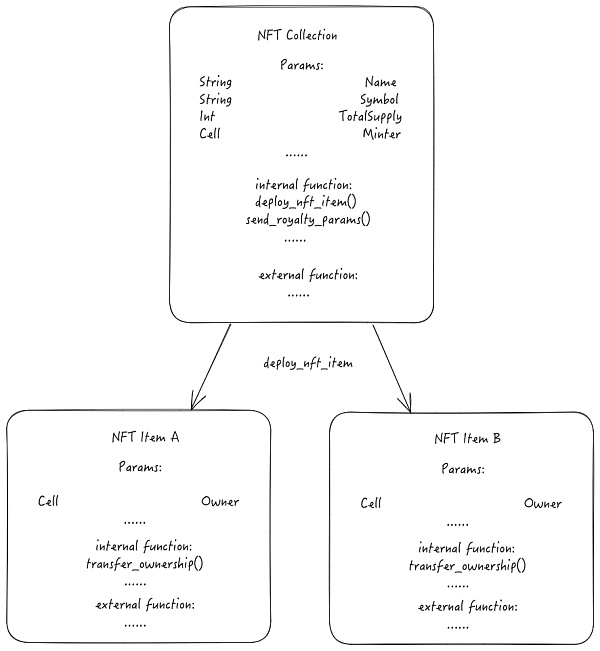 NFT Collection
Params:
String Name
String Symbol
Int TotalSupply
Cell Minter
......
internal function:
deploy_nft_item()
send_royalty_params()
......
external function:
......
deploy_nft_item
NFT Item A
Params:
Cell Owner
......
internal function:
transfer_ownership()
......
external function:
......
NFT Item B
Params:
Cell Owner
......
internal function:
transfer_ownership()
......
external function:
......